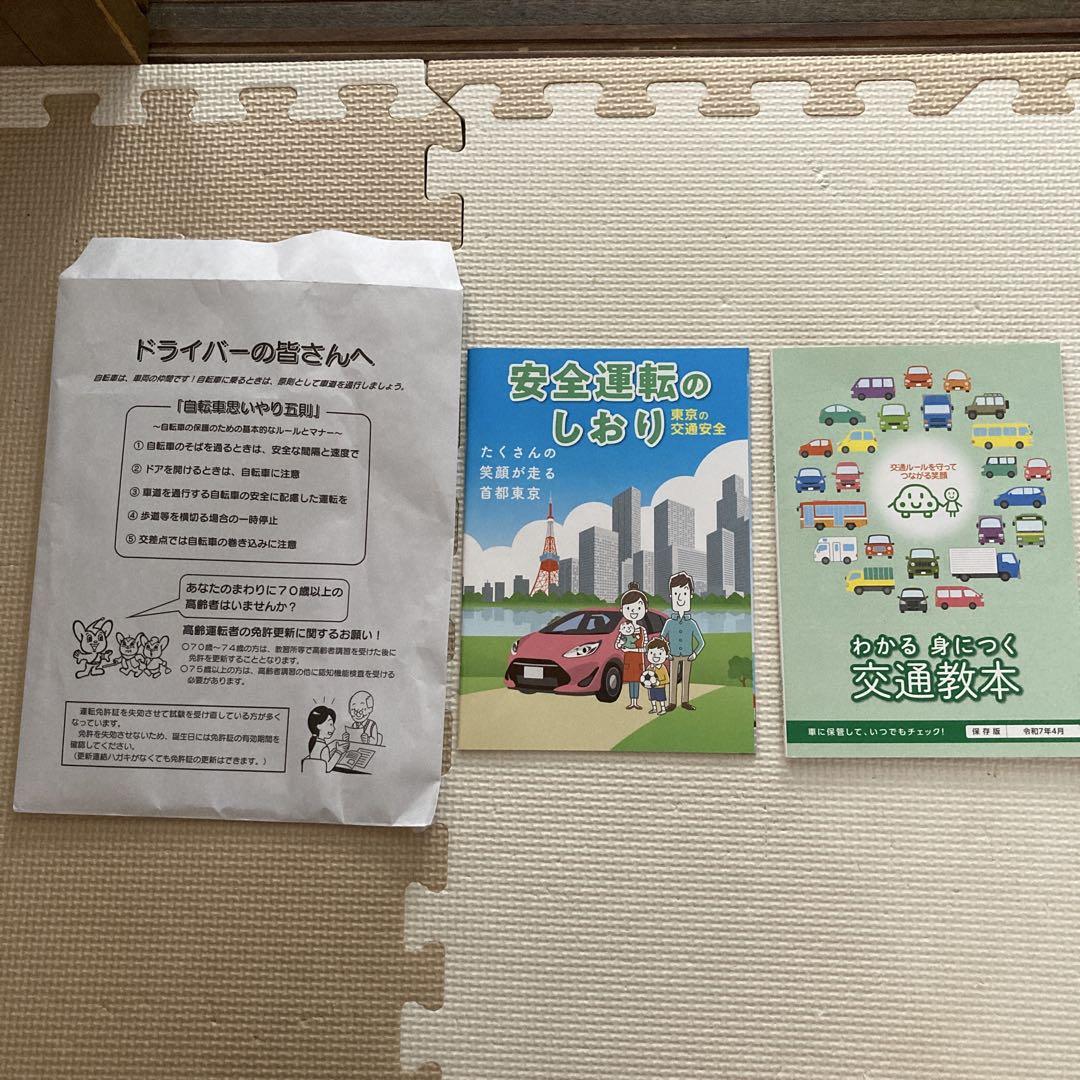 ドライバーの皆さんへ
自転車は、車両の仲間です!自転車に乗るときは、原則として車道を通行しましょう。
「自転車思いやり五則」
~自転車の保護のための基本的なルールとマナー~
① 自転車のそばを通るときは、安全な間隔と速度で
② ドアを開けるときは、自転車に注意
③ 車道を通行する自転車の安全に配慮した運転を
④ 歩道等を横切る場合の一時停止
⑤ 交差点では自転車の巻き込みに注意
あなたのまわりに70歳以上の
高齢者はいませんか?
高齢運転者の免許更新に関するお願い!
○70歳~74歳の方は、教習所等で高齢者講習を受けた後に
免許を更新することとなります。
○75歳以上の方は、高齢者講習の他に認知機能検査を受ける
必要があります。
運転免許証を失効させて試験を受け直している方が多く
なっています。
免許を失効させないため、誕生日には免許証の有効期間を
確認してください。
(更新連絡ハガキがなくても免許証の更新はできます。)
安全運転の
しおり
東京の
交通安全
たくさんの
笑顔が走る
首都東京
交通ルールを守って
つながる笑顔
わかる 身につく
交通教本
車に保管して、いつでもチェック!
保存版 令和7年4月